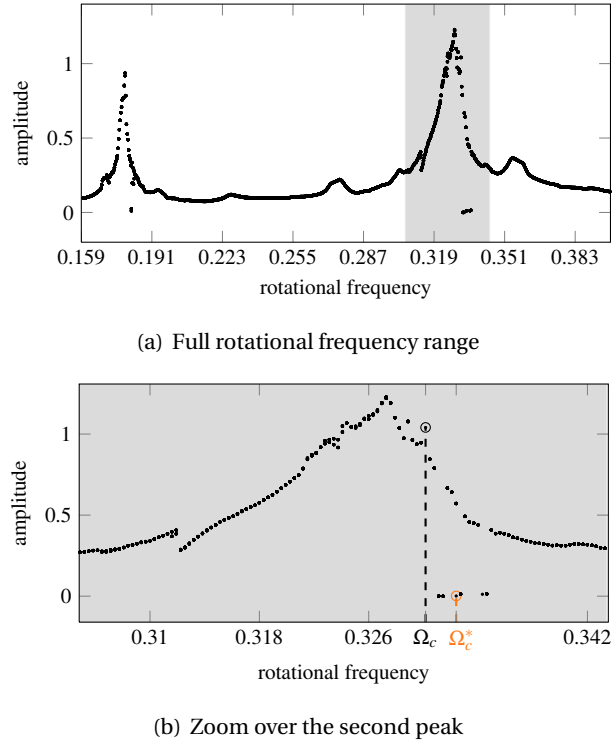 1
0.5
0
amplitude
0.159 0.191 0.223 0.255 0.287 0.319 0.351 0.383
rotational frequency
(a) Full rotational frequency range
1
0.5
0
amplitude
0.31 0.318 0.326 Ω_c Ω_c^* 0.342
rotational frequency
(b) Zoom over the second peak